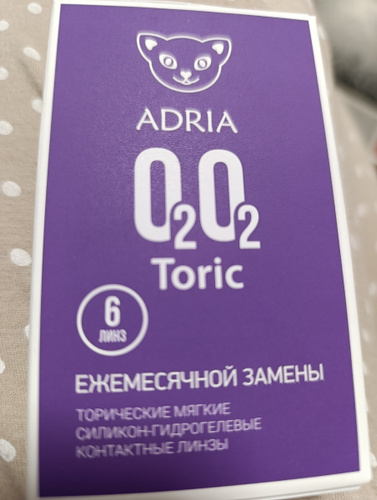 ADRIA
O2O2
Toric
6
ЛИНЗ
ЕЖЕМЕСЯЧНОЙ ЗАМЕНЫ
ТОРИЧЕСКИЕ МЯГКИЕ
СИЛИКОН-ГИДРОГЕЛЕВЫЕ
КОНТАКТНЫЕ ЛИНЗЫ